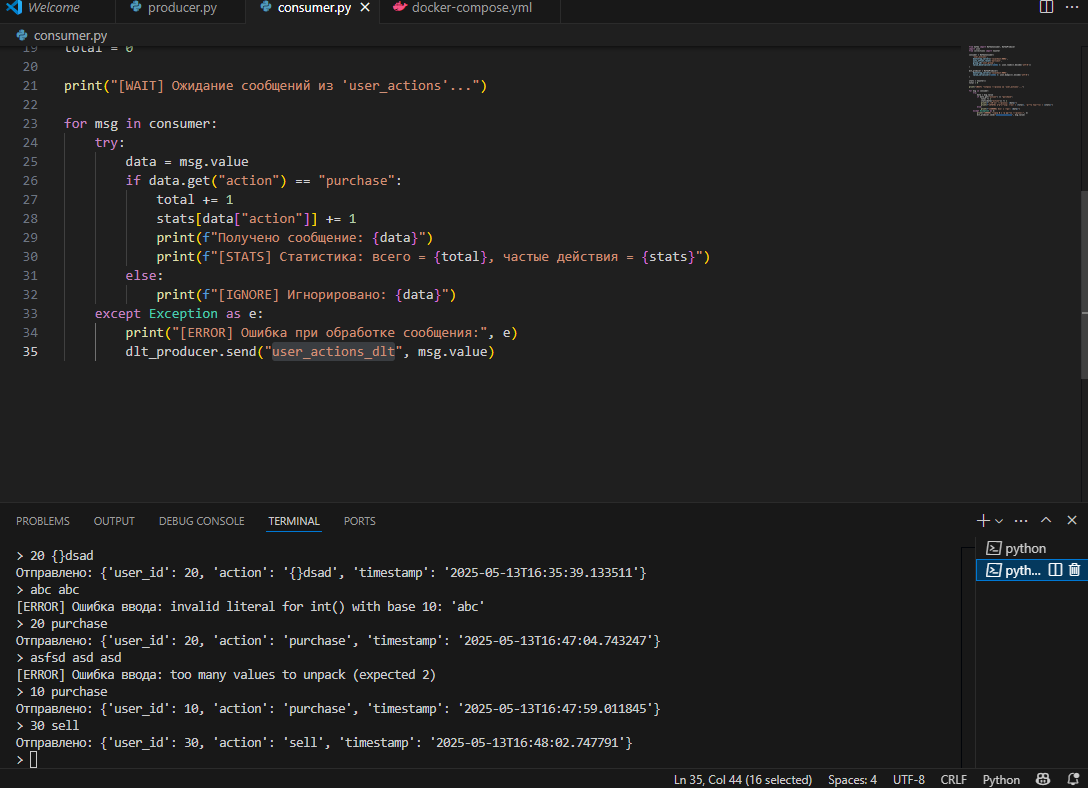 Welcome producer.py consumer.py docker-compose.yml
consumer.py
19 total = 0
20
21 print("[WAIT] Ожидание сообщений из 'user_actions'...")
22
23 for msg in consumer:
24 try:
25 data = msg.value
26 if data.get("action") == "purchase":
27 total += 1
28 stats[data["action"]] += 1
29 print(f"Получено сообщение: {data}")
30 print(f"[STATS] Статистика: всего = {total}, частые действия = {stats}")
31 else:
32 print(f"[IGNORE] Игнорировано: {data}")
33 except Exception as e:
34 print("[ERROR] Ошибка при обработке сообщения:", e)
35 dlt_producer.send("user_actions_dlt", msg.value)
PROBLEMS OUTPUT DEBUG CONSOLE TERMINAL PORTS
> 20 {}dsad
Отправлено: {'user_id': 20, 'action': '{}dsad', 'timestamp': '2025-05-13T16:35:39.133511'}
> abc abc
[ERROR] Ошибка ввода: invalid literal for int() with base 10: 'abc'
> 20 purchase
Отправлено: {'user_id': 20, 'action': 'purchase', 'timestamp': '2025-05-13T16:47:04.743247'}
> asfsd asd asd
[ERROR] Ошибка ввода: too many values to unpack (expected 2)
> 10 purchase
Отправлено: {'user_id': 10, 'action': 'purchase', 'timestamp': '2025-05-13T16:47:59.011845'}
> 30 sell
Отправлено: {'user_id': 30, 'action': 'sell', 'timestamp': '2025-05-13T16:48:02.747791'}
>
python
pyth...
Ln 35, Col 44 (16 selected) Spaces: 4 UTF-8 CRLF Python